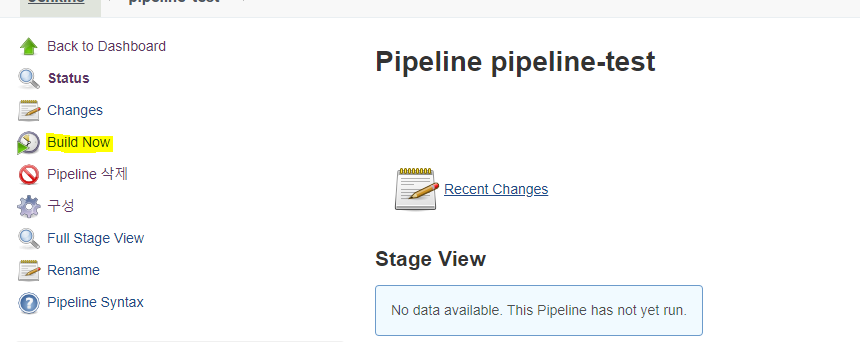 Jenkins pipeline-test
Back to Dashboard
Status
Changes
Build Now
Pipeline 삭제
구성
Full Stage View
Rename
Pipeline Syntax
Pipeline pipeline-test
Recent Changes
Stage View
No data available. This Pipeline has not yet run.